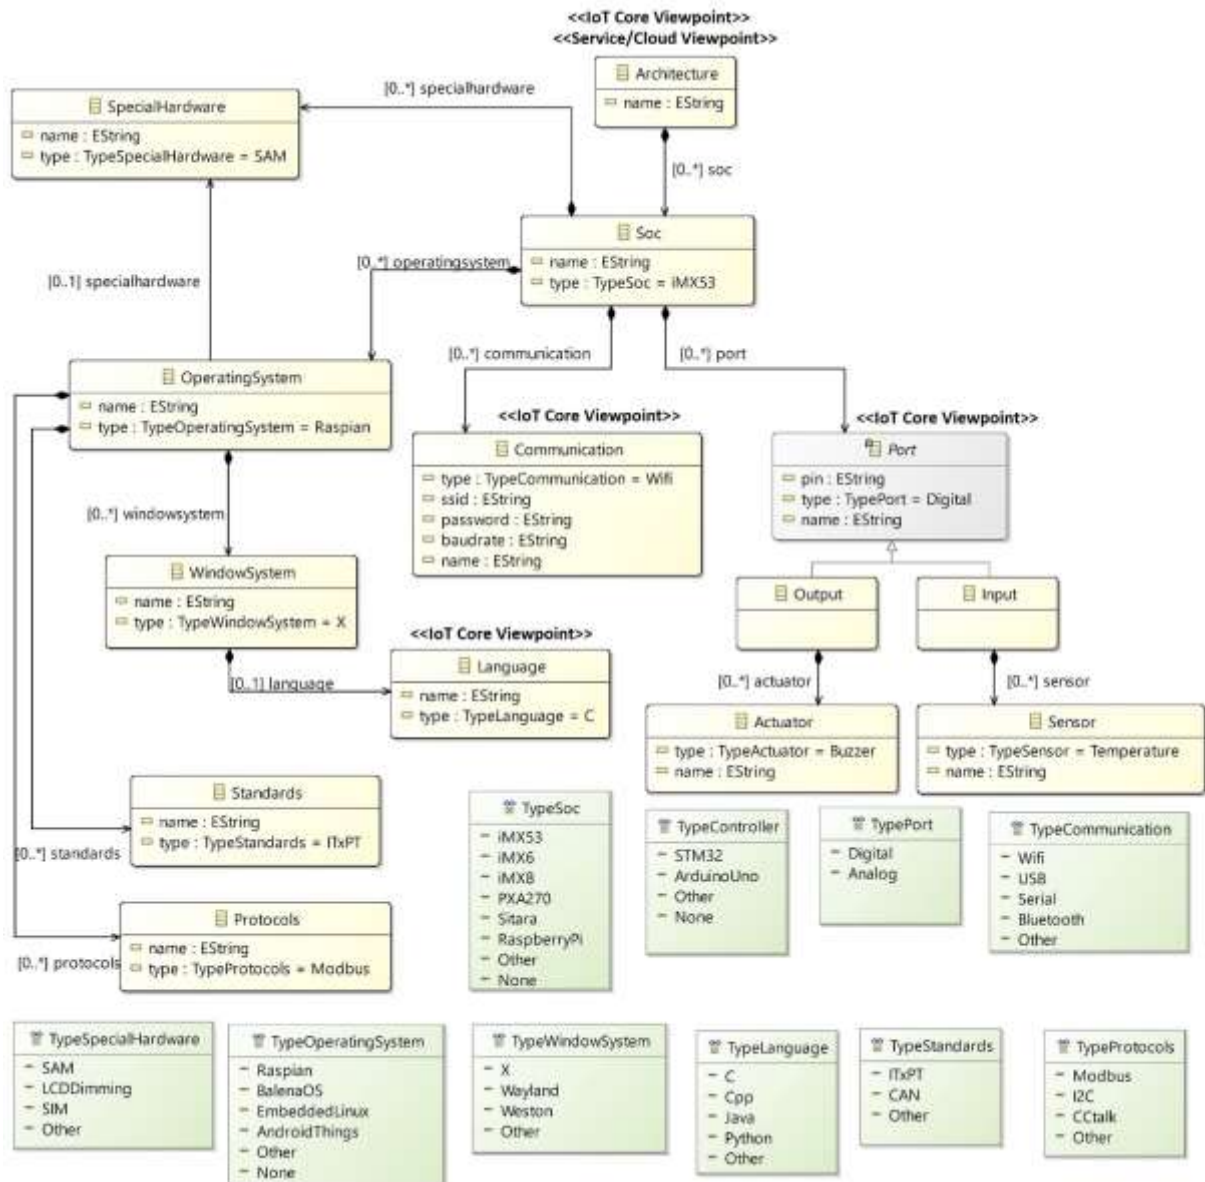 <<IoT Core Viewpoint>>
<<Service/Cloud Viewpoint>>
Architecture
name : EString
[0..*] specialhardware
SpecialHardware
name : EString
type : TypeSpecialHardware = SAM
[0..*] soc
Soc
name : EString
type : TypeSoc = iMX53
[0..*] operatingsystem
[0..1] specialhardware
[0..*] communication
[0..*] port
OperatingSystem
name : EString
type : TypeOperatingSystem = Raspian
<<IoT Core Viewpoint>>
Communication
type : TypeCommunication = Wifi
ssid : EString
password : EString
baudrate : EString
name : EString
<<IoT Core Viewpoint>>
Port
pin : EString
type : TypePort = Digital
name : EString
[0..*] windowsystem
WindowSystem
name : EString
type : TypeWindowSystem = X
Output
Input
<<IoT Core Viewpoint>>
[0..1] language
Language
name : EString
type : TypeLanguage = C
[0..*] actuator
[0..*] sensor
Actuator
type : TypeActuator = Buzzer
name : EString
Sensor
type : TypeSensor = Temperature
name : EString
Standards
name : EString
type : TypeStandards = ITxPT
[0..*] standards
Protocols
name : EString
type : TypeProtocols = Modbus
[0..*] protocols
TypeSoc
iMX53
iMX6
iMX8
PXA270
Sitara
RaspberryPi
Other
None
TypeController
STM32
ArduinoUno
Other
None
TypePort
Digital
Analog
TypeCommunication
Wifi
USB
Serial
Bluetooth
Other
TypeSpecialHardware
SAM
LCDDimming
SIM
Other
TypeOperatingSystem
Raspian
BalenaOS
EmbeddedLinux
AndroidThings
Other
None
TypeWindowSystem
X
Wayland
Weston
Other
TypeLanguage
C
Cpp
Java
Python
Other
TypeStandards
ITxPT
CAN
Other
TypeProtocols
Modbus
I2C
CCtalk
Other